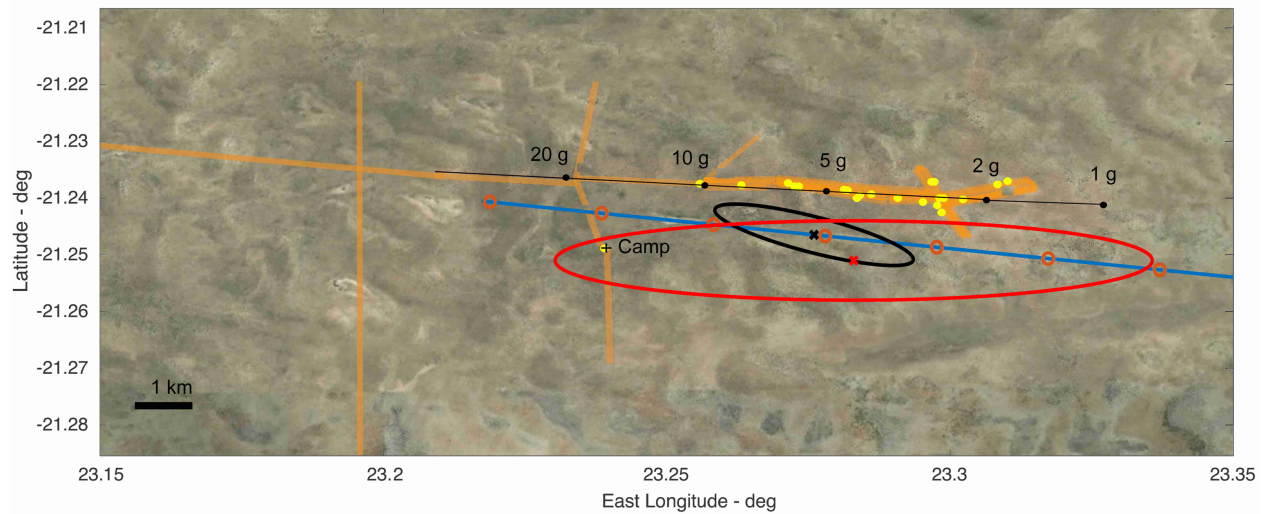 -21.21
-21.22
-21.23
-21.24
-21.25
-21.26
-21.27
-21.28
Latitude - deg
20 g
10 g
5 g
2 g
1 g
+ Camp
1 km
23.15
23.2
23.25
23.3
23.35
East Longitude - deg